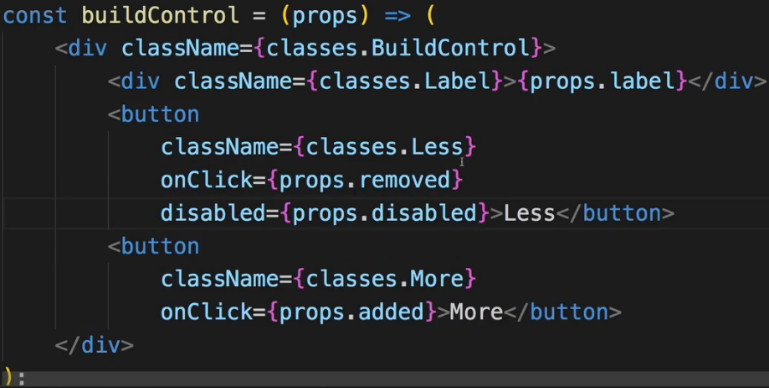 const buildControl = (props) => (
    <div className={classes.BuildControl}>
        <div className={classes.Label}>{props.label}</div>
        <button
            className={classes.Less}
            onClick={props.removed}
            disabled={props.disabled}>Less</button>
        <button
            className={classes.More}
            onClick={props.added}>More</button>
    </div>
);